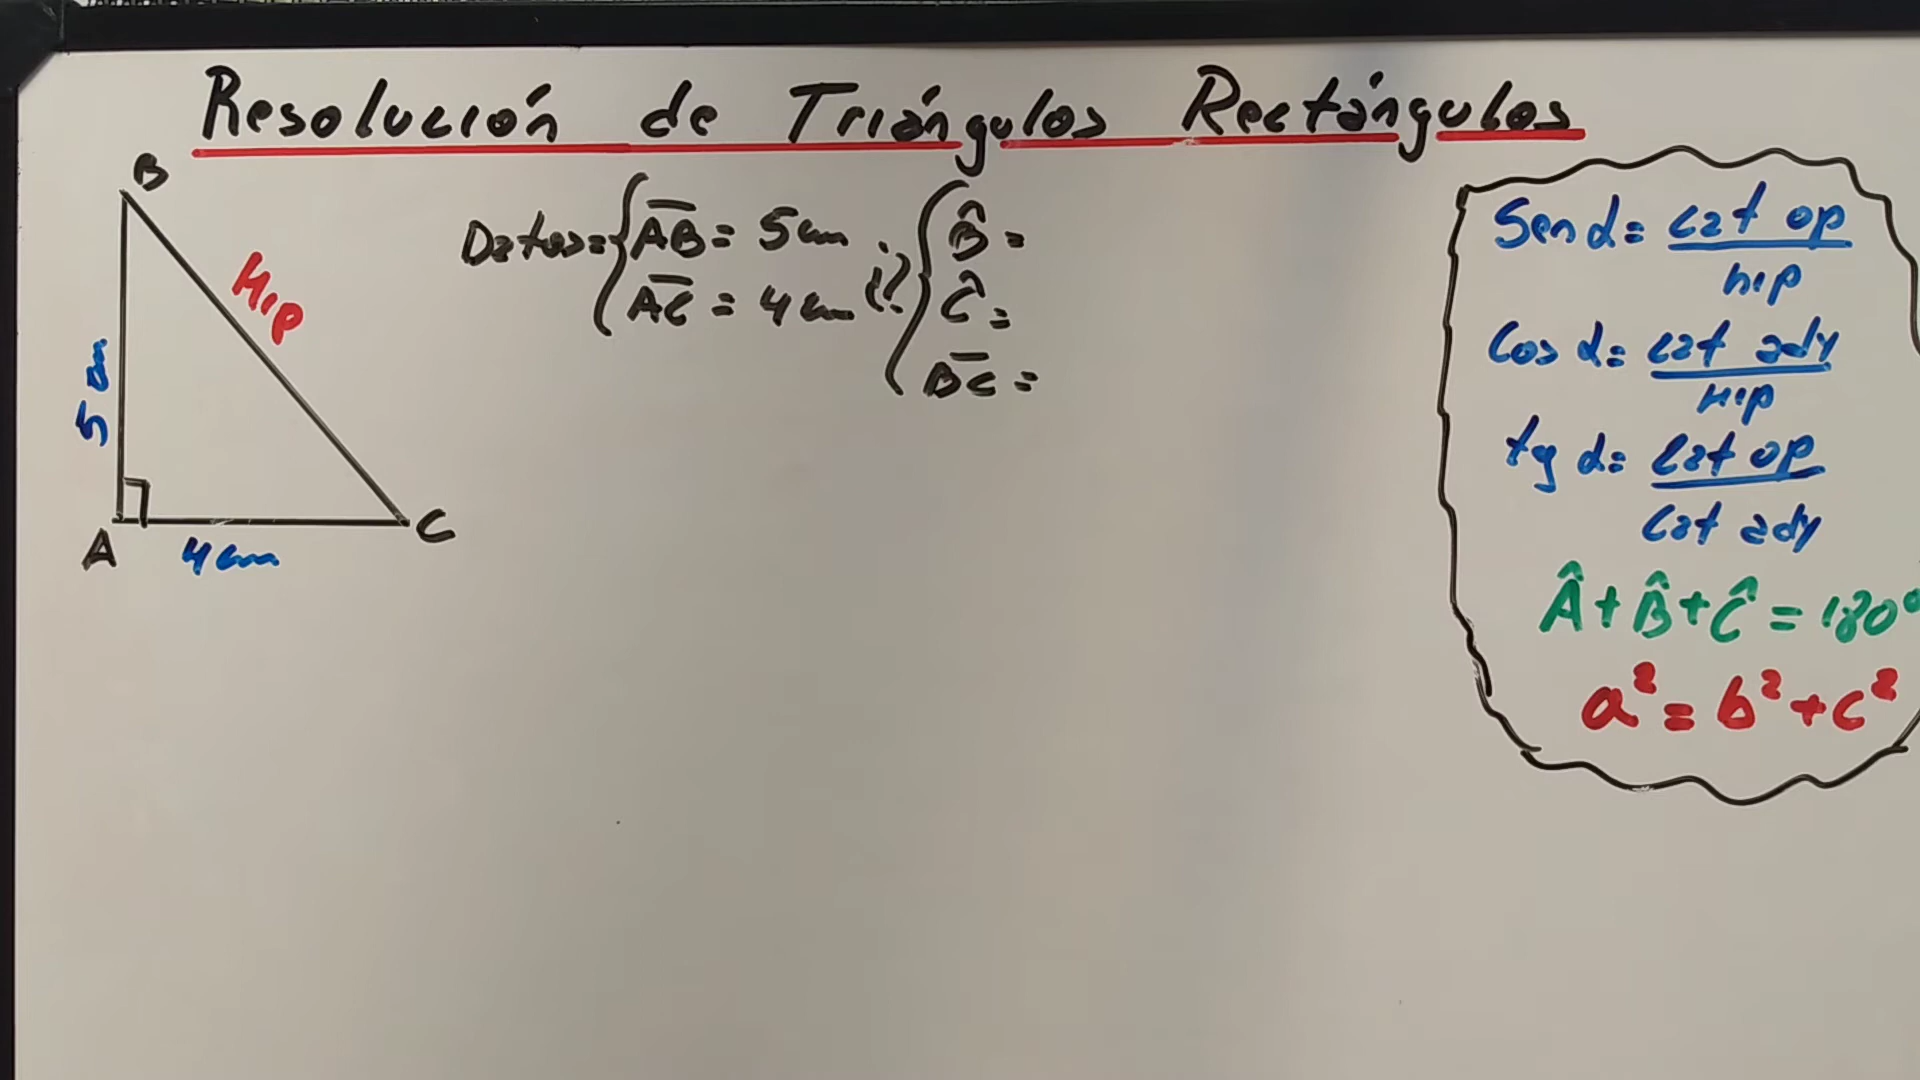 Resolución de Triángulos Rectángulos
B
Hip
5 cm
A
4 cm
C
Datos = { AB = 5 cm
AC = 4 cm
¿? { B̂ =
Ĉ =
BC =
Sen α = cat op / hip
Cos α = cat ady / Hip
tg α = cat op / cat ady
Â + B̂ + Ĉ = 180°
a² = b² + c²